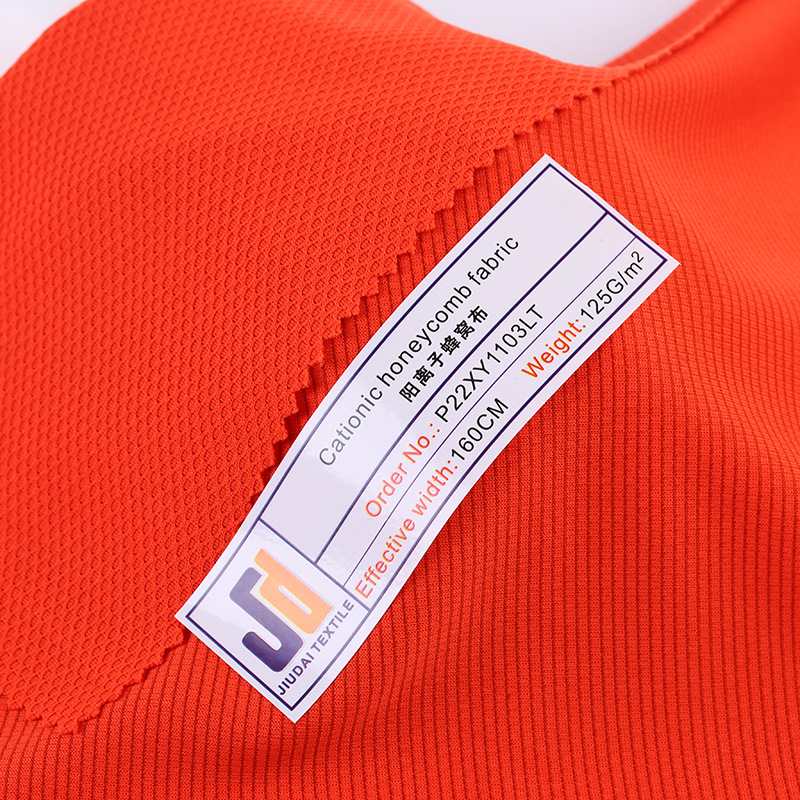 Cationic honeycomb fabric
阳离子蜂窝布
Order No.: P22XY1103LT
Effective width:160CM Weight:125G/m²
Jd
JIUDAI TEXTILE